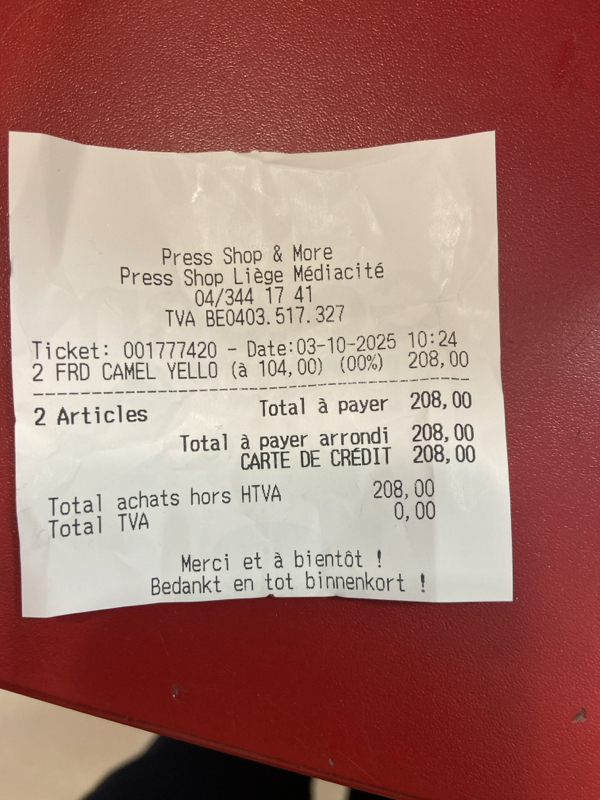 Press Shop & More
Press Shop Liège Médiacité
04/344 17 41
TVA BE0403.517.327
Ticket: 001777420 - Date:03-10-2025 10:24
2 FRD CAMEL YELLO (à 104,00) (00%) 208,00
2 Articles Total à payer 208,00
Total à payer arrondi 208,00
CARTE DE CRÉDIT 208,00
Total achats hors HTVA 208,00
Total TVA 0,00
Merci et à bientôt !
Bedankt en tot binnenkort !